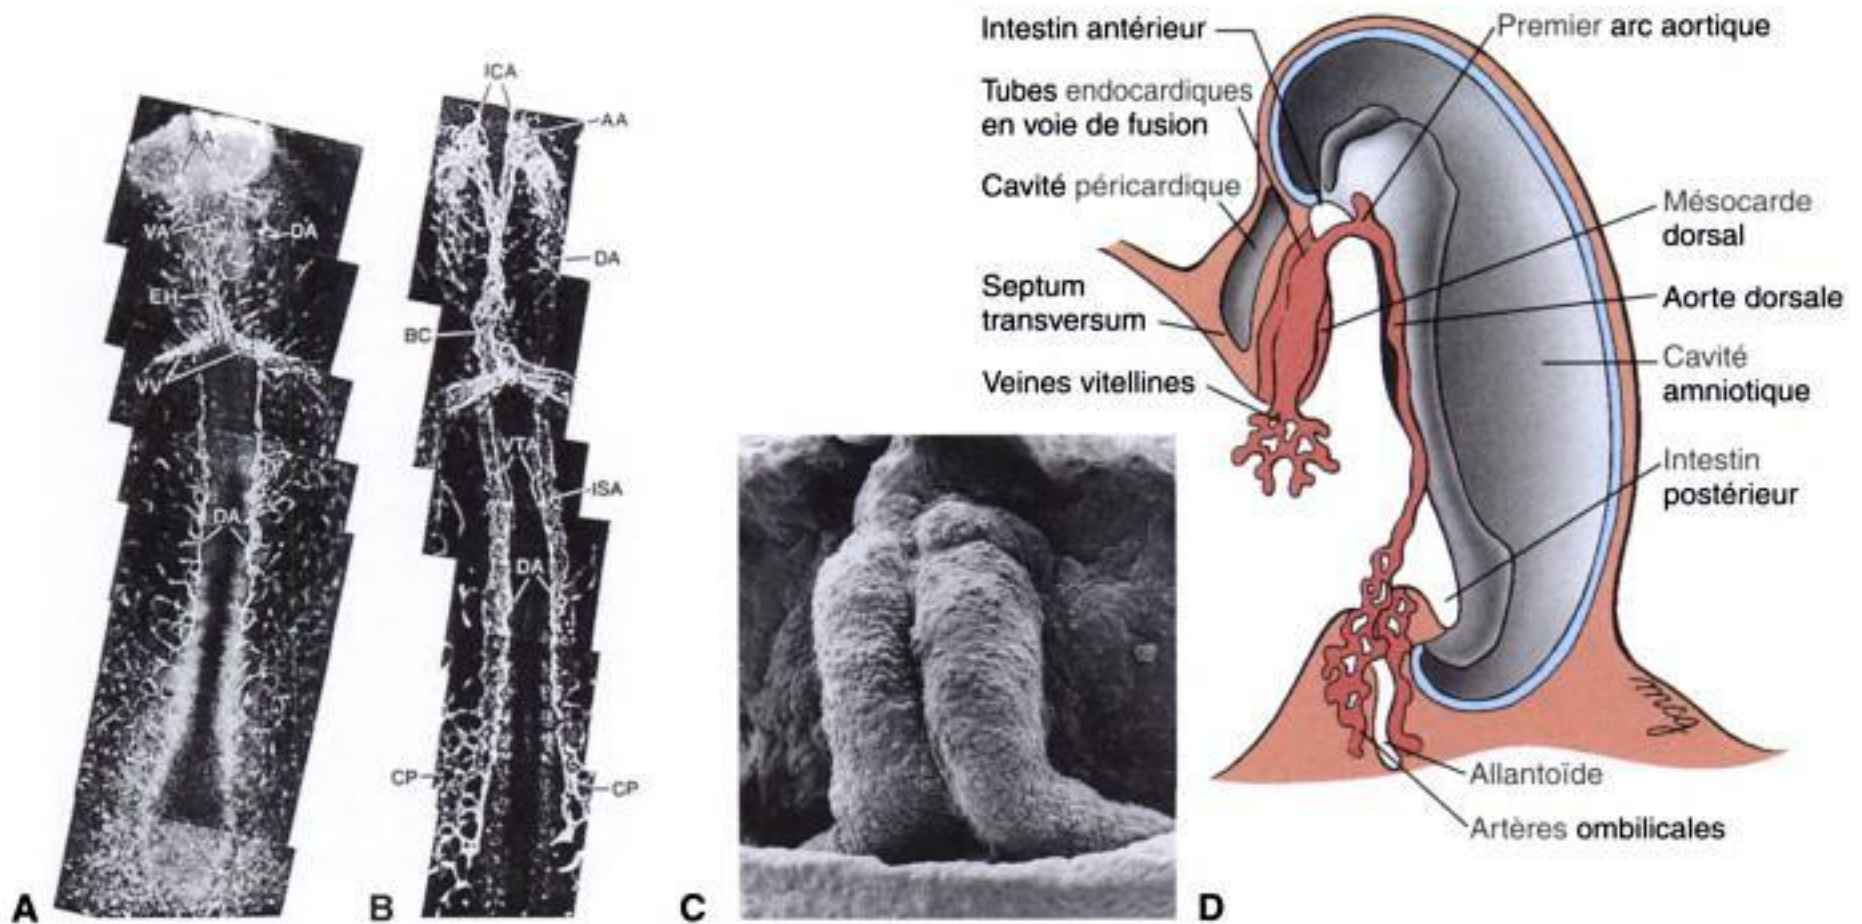 AA
VA
DA
EH
VV
DA
A
ICA
AA
DA
BC
VTA
ISA
DA
CP
CP
B
C
Intestin antérieur
Tubes endocardiques
en voie de fusion
Cavité péricardique
Septum
transversum
Veines vitellines
Premier arc aortique
Mésocarde
dorsal
Aorte dorsale
Cavité
amniotique
Intestin
postérieur
mcg
Allantoïde
Artères ombilicales
D